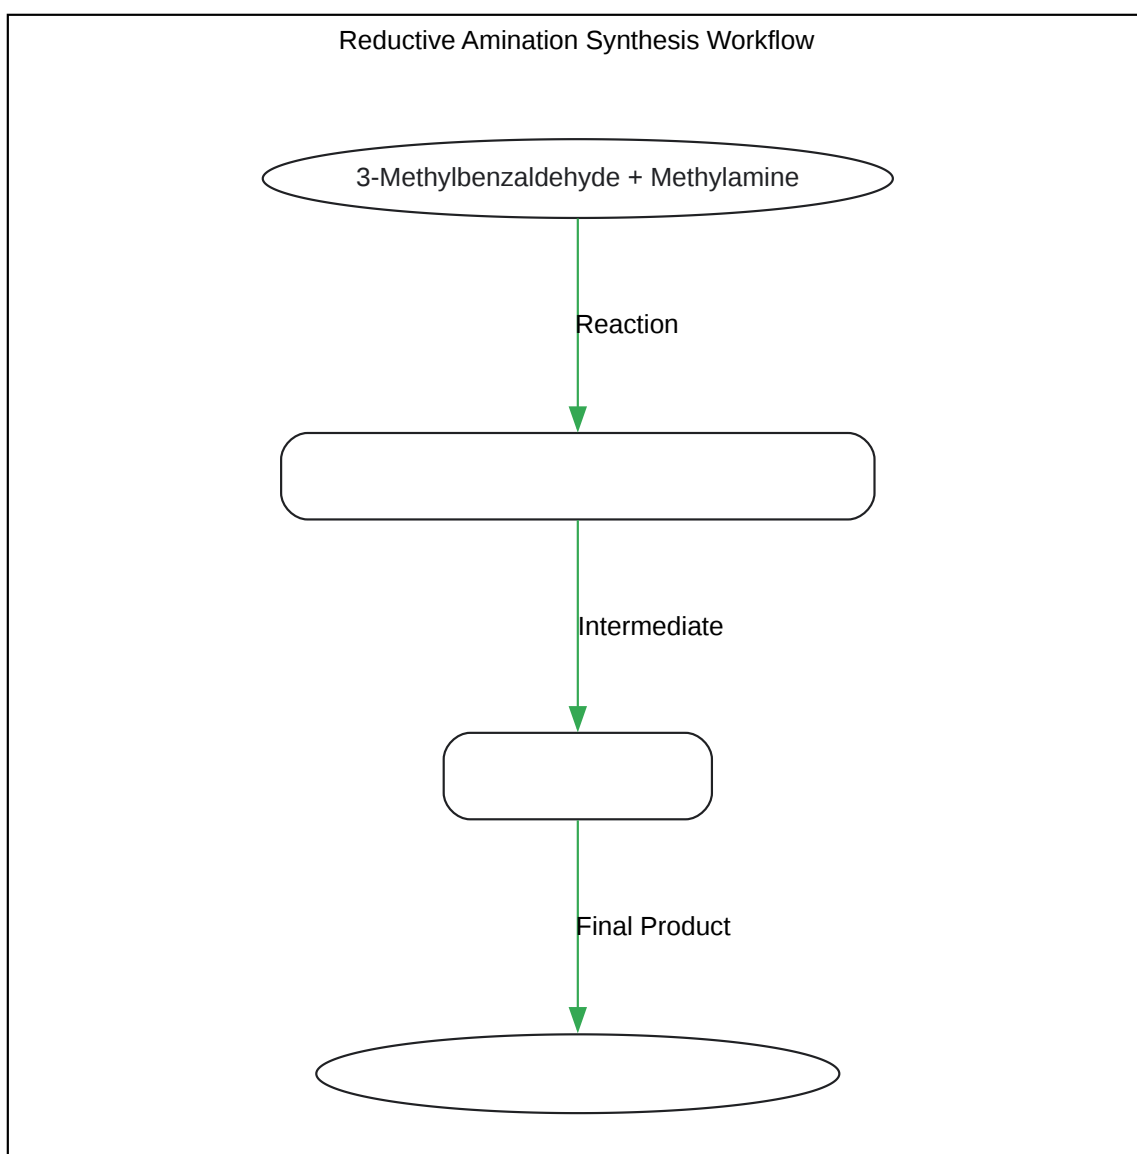 Reductive Amination Synthesis Workflow
3-Methylbenzaldehyde + Methylamine
Reaction
Intermediate
Final Product